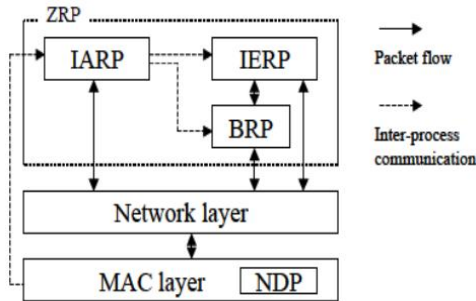 ZRP
IARP
IERP
Packet flow
BRP
Inter-process
communication
Network layer
MAC layer
NDP